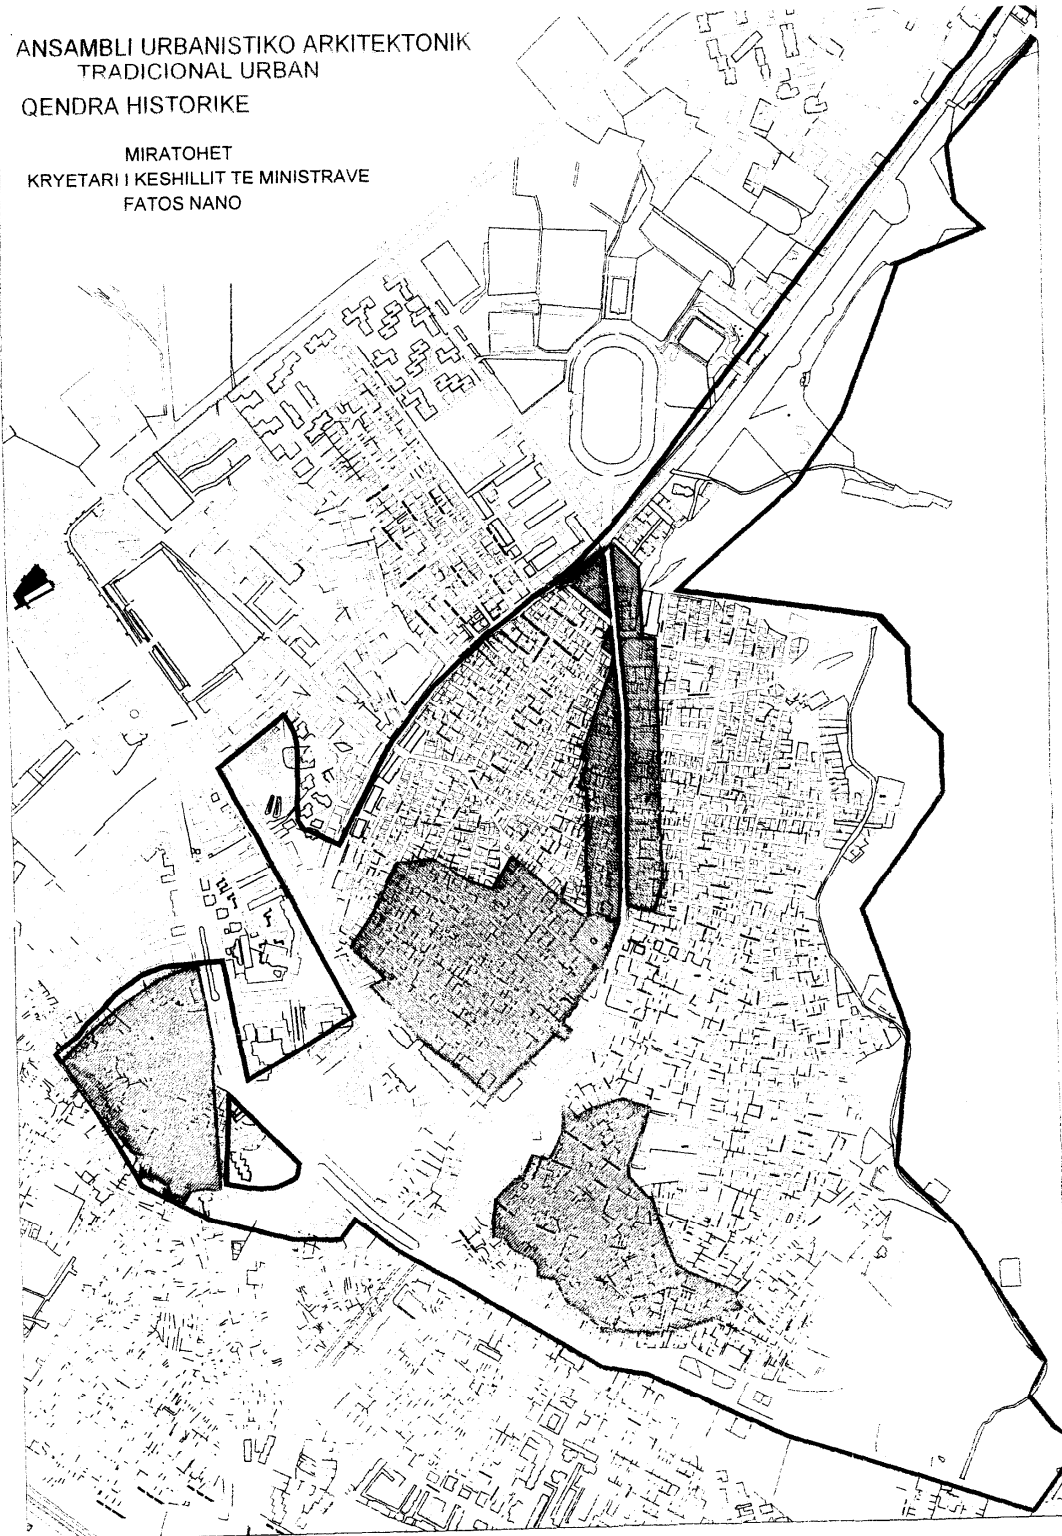 ANSAMBLI URBANISTIKO ARKITEKTONIK
TRADICIONAL URBAN
QENDRA HISTORIKE
MIRATOHET
KRYETARI I KESHILLIT TE MINISTRAVE
FATOS NANO